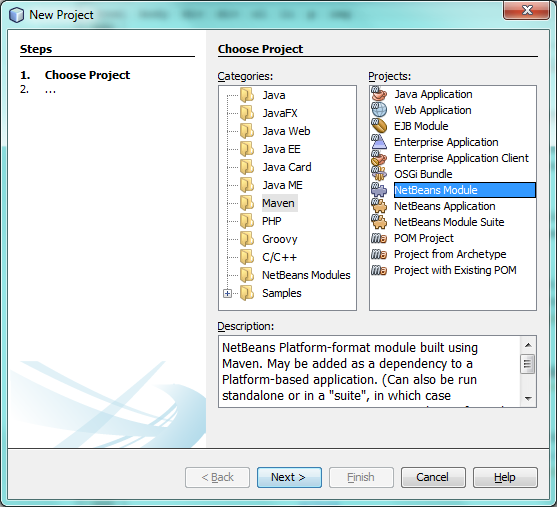 New Project
Steps
1. Choose Project
2. ...
Choose Project
Categories:
Java
JavaFX
Java Web
Java EE
Java Card
Java ME
Maven
PHP
Groovy
C/C++
NetBeans Modules
Samples
Projects:
Java Application
Web Application
EJB Module
Enterprise Application
Enterprise Application Client
OSGi Bundle
NetBeans Module
NetBeans Application
NetBeans Module Suite
POM Project
Project from Archetype
Project with Existing POM
Description:
NetBeans Platform-format module built using
Maven. May be added as a dependency to a
Platform-based application. (Can also be run
standalone or in a "suite", in which case
< Back
Next >
Finish
Cancel
Help